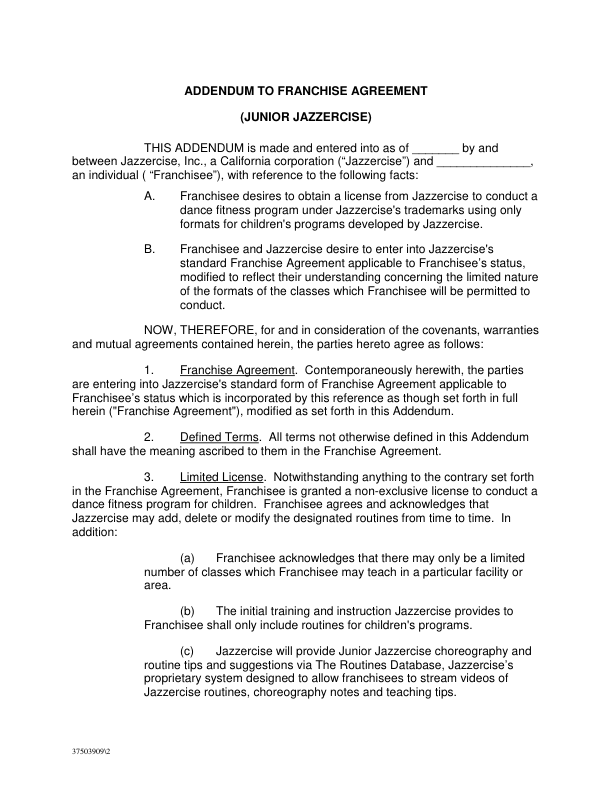 ADDENDUM TO FRANCHISE AGREEMENT
(JUNIOR JAZZERCISE)
THIS ADDENDUM is made and entered into as of _______ by and
between Jazzercise, Inc., a California corporation (“Jazzercise”) and ______________,
an individual ( “Franchisee”), with reference to the following facts:
A. Franchisee desires to obtain a license from Jazzercise to conduct a
dance fitness program under Jazzercise's trademarks using only
formats for children's programs developed by Jazzercise.
B. Franchisee and Jazzercise desire to enter into Jazzercise's
standard Franchise Agreement applicable to Franchisee’s status,
modified to reflect their understanding concerning the limited nature
of the formats of the classes which Franchisee will be permitted to
conduct.
NOW, THEREFORE, for and in consideration of the covenants, warranties
and mutual agreements contained herein, the parties hereto agree as follows:
1. Franchise Agreement. Contemporaneously herewith, the parties
are entering into Jazzercise's standard form of Franchise Agreement applicable to
Franchisee’s status which is incorporated by this reference as though set forth in full
herein ("Franchise Agreement"), modified as set forth in this Addendum.
2. Defined Terms. All terms not otherwise defined in this Addendum
shall have the meaning ascribed to them in the Franchise Agreement.
3. Limited License. Notwithstanding anything to the contrary set forth
in the Franchise Agreement, Franchisee is granted a non-exclusive license to conduct a
dance fitness program for children. Franchisee agrees and acknowledges that
Jazzercise may add, delete or modify the designated routines from time to time. In
addition:
(a) Franchisee acknowledges that there may only be a limited
number of classes which Franchisee may teach in a particular facility or
area.
(b) The initial training and instruction Jazzercise provides to
Franchisee shall only include routines for children's programs.
(c) Jazzercise will provide Junior Jazzercise choreography and
routine tips and suggestions via The Routines Database, Jazzercise’s
proprietary system designed to allow franchisees to stream videos of
Jazzercise routines, choreography notes and teaching tips.
37503909\2